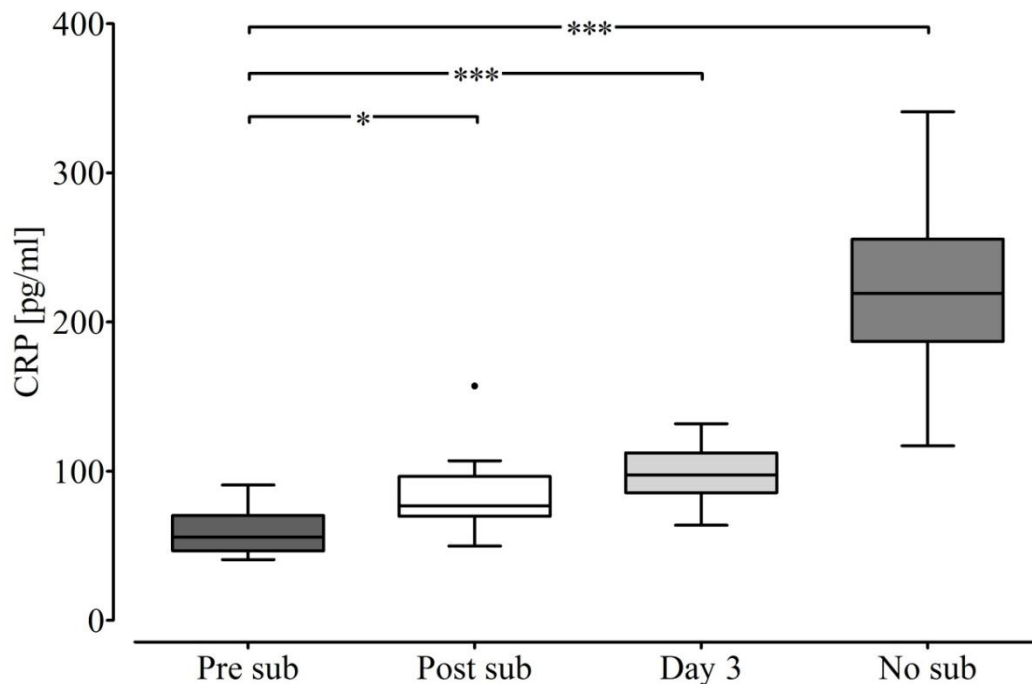 400
300
200
100
0
CRP [pg/ml]
***
***
*
Pre sub
Post sub
Day 3
No sub